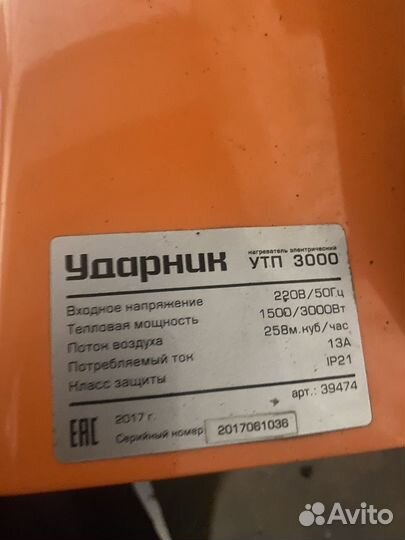 Ударник нагреватель электрический
УТП 3000
Входное напряжение 220В/50Гц
Тепловая мощность 1500/3000Вт
Поток воздуха 258м.куб/час
Потребляемый ток 13А
Класс защиты IP21
арт.: 39474
EAC 2017 г.
Серийный номер 2017061036
Avito